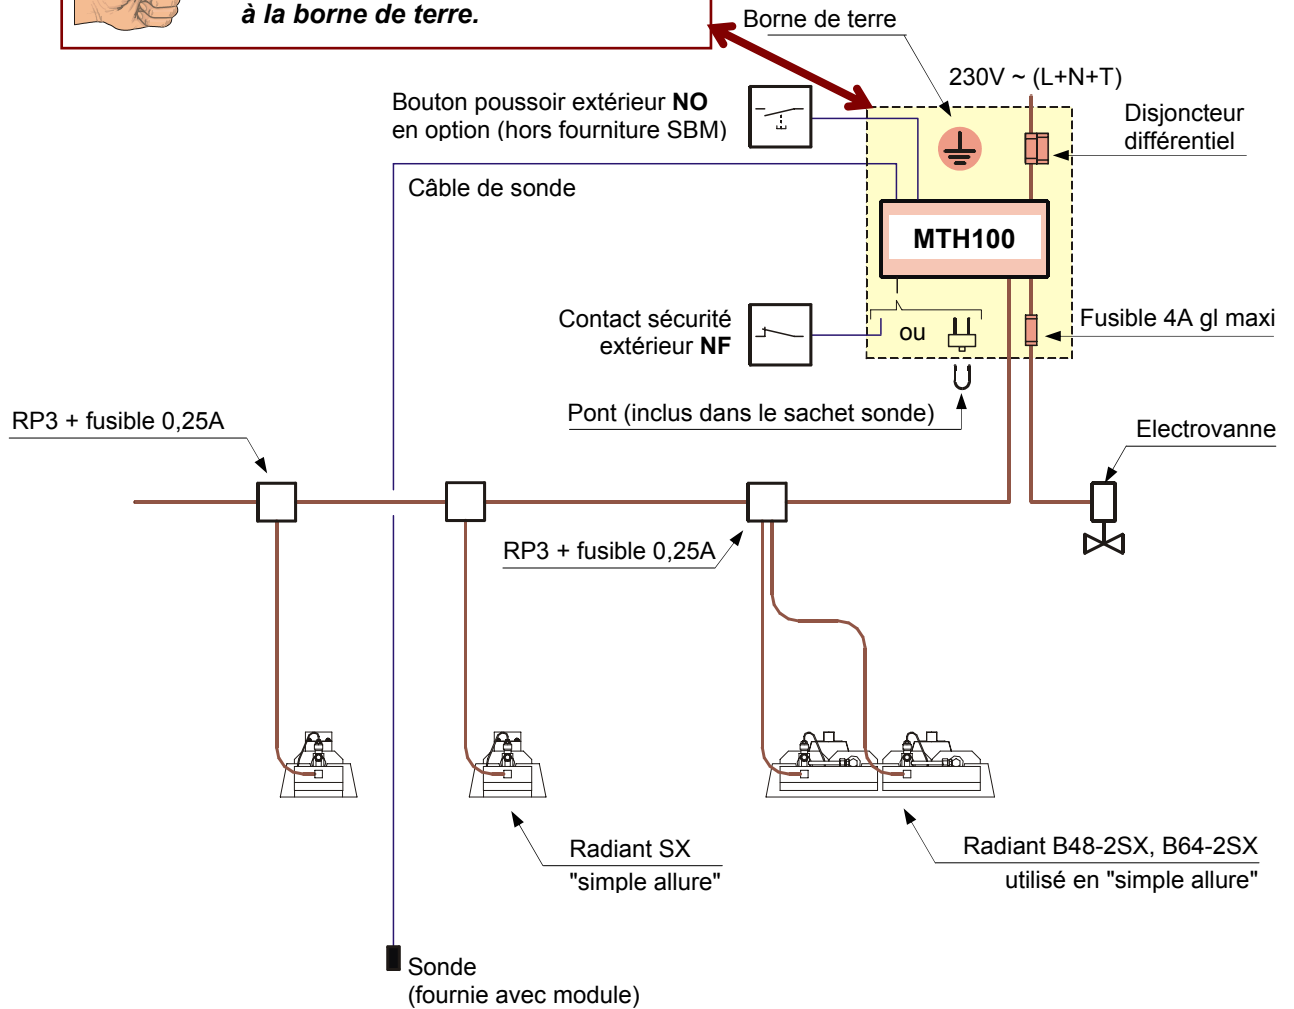 à la borne de terre.
Borne de terre
230V ~ (L+N+T)
Bouton poussoir extérieur NO
en option (hors fourniture SBM)
Disjoncteur
différentiel
Câble de sonde
MTH100
Contact sécurité
extérieur NF
ou
Fusible 4A gl maxi
Pont (inclus dans le sachet sonde)
RP3 + fusible 0,25A
Electrovanne
RP3 + fusible 0,25A
Radiant SX
"simple allure"
Radiant B48-2SX, B64-2SX
utilisé en "simple allure"
Sonde
(fournie avec module)